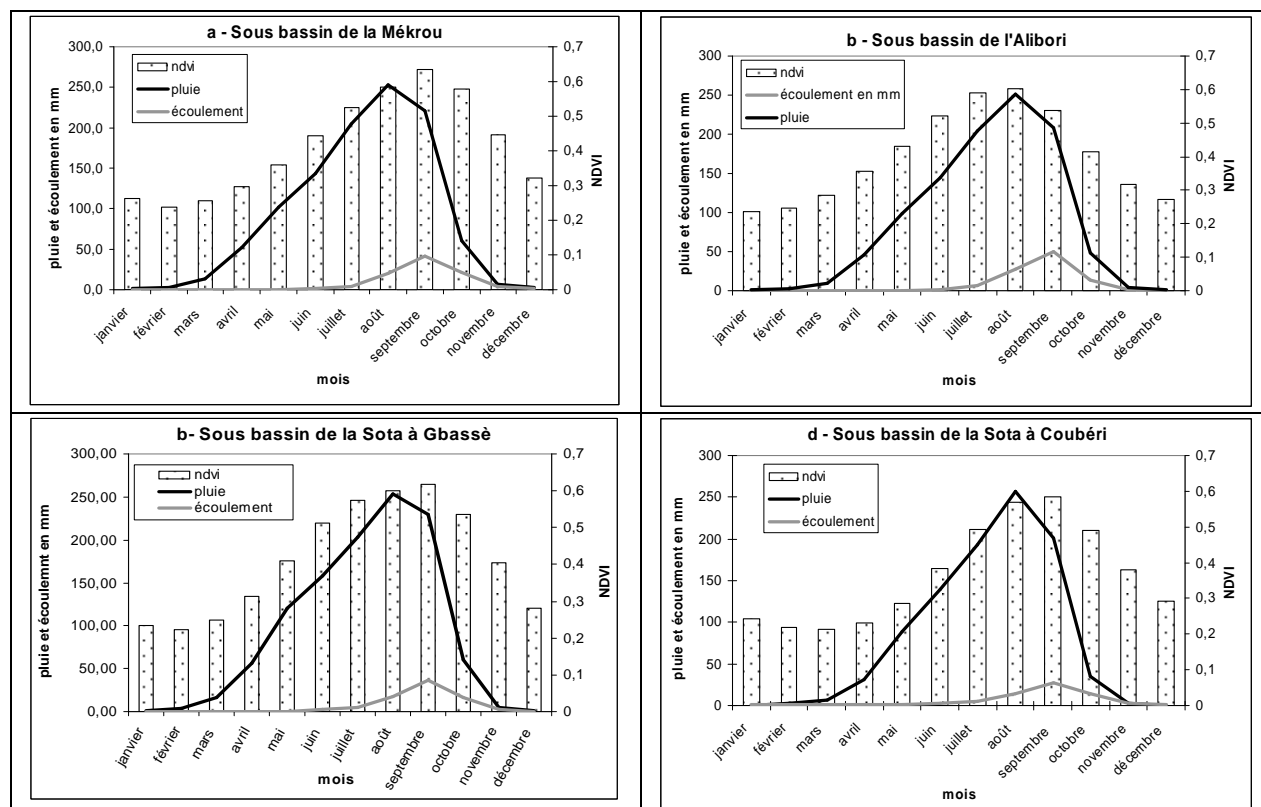 a - Sous bassin de la Mékrou
300,0
250,0
200,0
150,0
100,0
50,0
0,0
0,7
0,6
0,5
0,4
0,3
0,2
0,1
0
ndvi
pluie
écoulement
pluie et écoulement en mm
NDVI
janvier
février
mars
avril
mai
juin
juillet
août
septembre
octobre
novembre
décembre
mois
b - Sous bassin de l'Alibori
300
250
200
150
100
50
0
0,7
0,6
0,5
0,4
0,3
0,2
0,1
0
ndvi
écoulement en mm
pluie
pluie et écoulement en mm
NDVI
janvier
février
mars
avril
mai
juin
juillet
août
septembre
octobre
novembre
décembre
mois
b- Sous bassin de la Sota à Gbassè
300,00
250,00
200,00
150,00
100,00
50,00
0,00
0,7
0,6
0,5
0,4
0,3
0,2
0,1
0
ndvi
pluie
écoulement
pluie et écoulemnt en mm
NDVI
janvier
février
mars
avril
mai
juin
juillet
août
septembre
octobre
novembre
décembre
mois
d - Sous bassin de la Sota à Coubéri
300
250
200
150
100
50
0
0,7
0,6
0,5
0,4
0,3
0,2
0,1
0
ndvi
pluie
écoulement
pluie et écoulement en mm
NDVI
janvier
février
mars
avril
mai
juin
juillet
août
septembre
octobre
novembre
décembre
mois